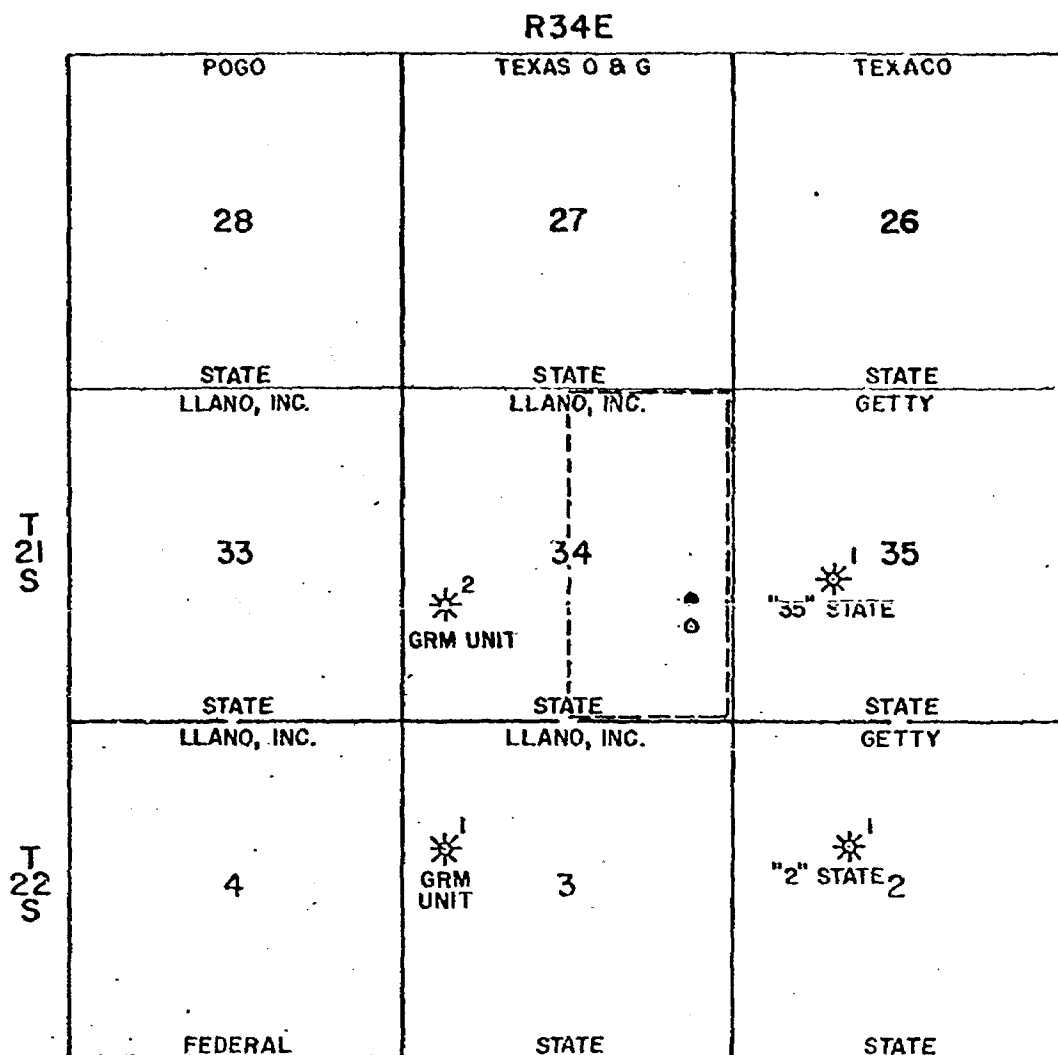 R34E
POGO TEXAS O & G TEXACO
28 27 26
STATE STATE STATE
LLANO, INC. LLANO, INC. GETTY
T
21
S
33 34 35
2 1
GRM UNIT "35" STATE
STATE STATE STATE
LLANO, INC. LLANO, INC. GETTY
T
22
S
1 1
4 GRM UNIT 3 "2" STATE 2
FEDERAL STATE STATE